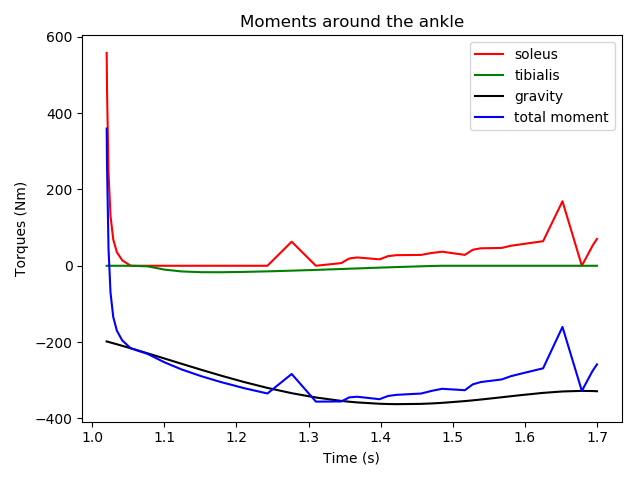 Moments around the ankle
600
400
200
0
−200
−400
Torques (Nm)
soleus
tibialis
gravity
total moment
1.0 1.1 1.2 1.3 1.4 1.5 1.6 1.7
Time (s)